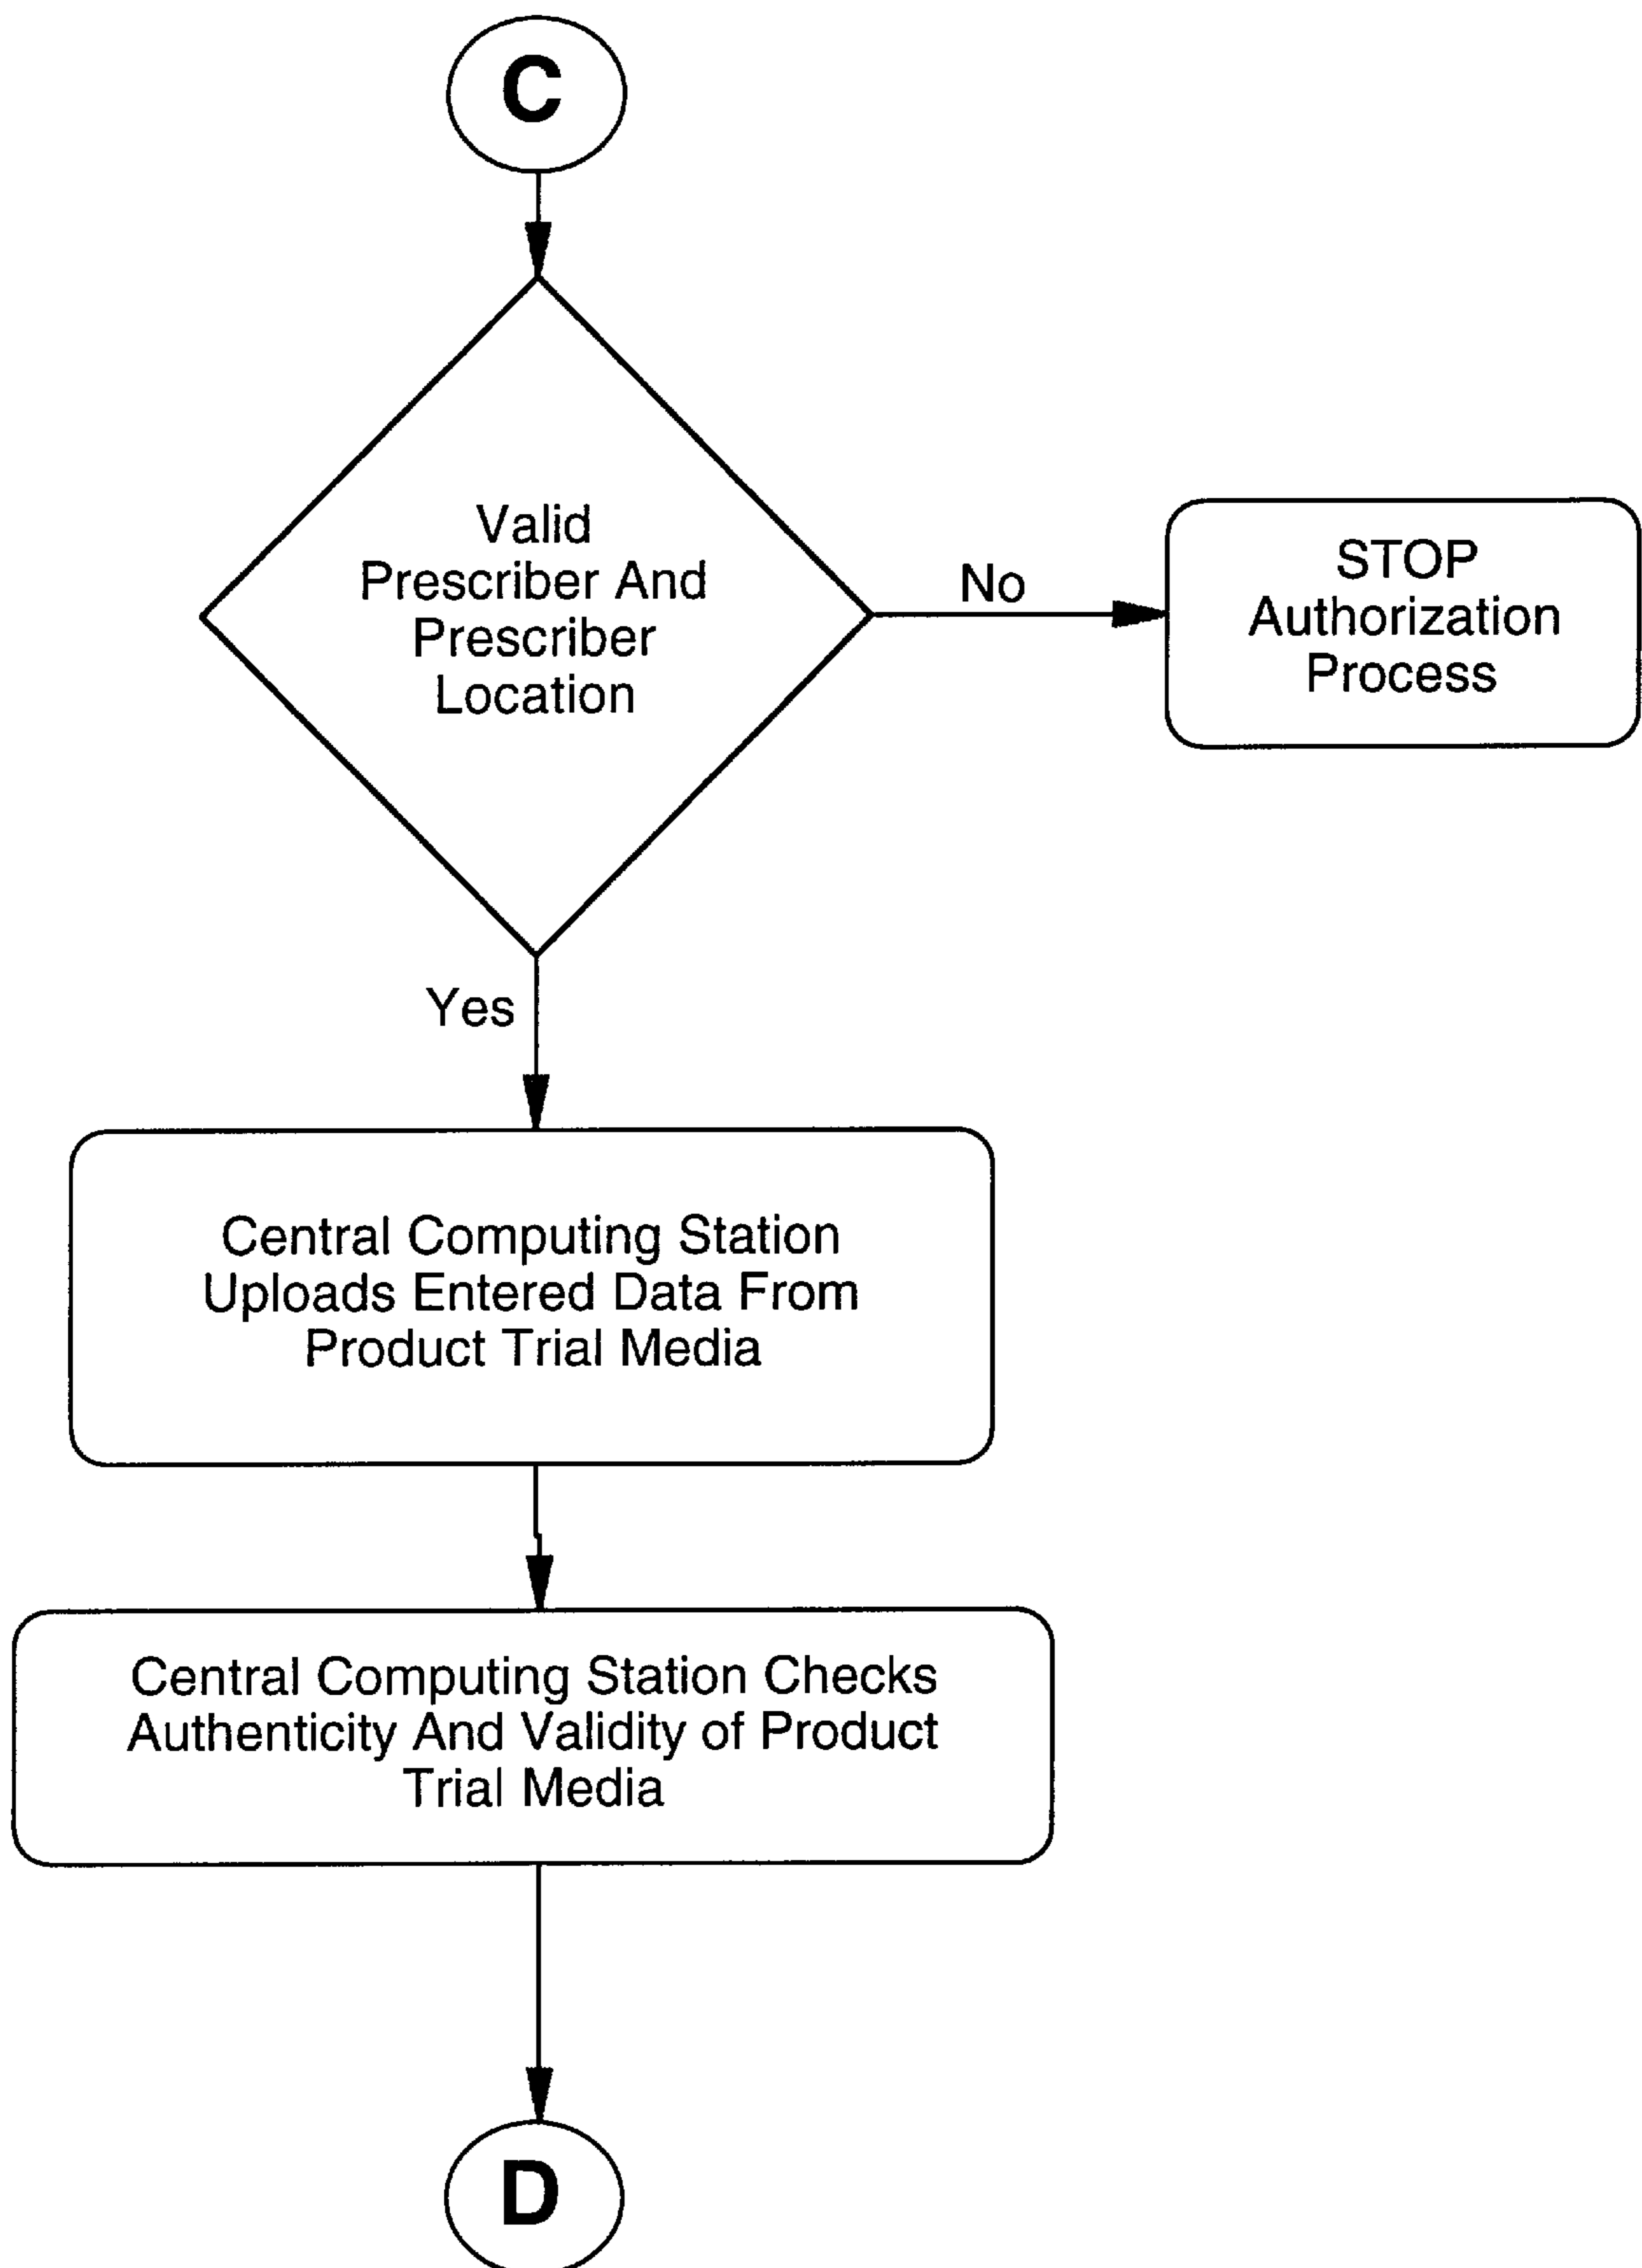 C
Valid
Prescriber And
Prescriber
Location
No
STOP
Authorization
Process
Yes
Central Computing Station
Uploads Entered Data From
Product Trial Media
Central Computing Station Checks
Authenticity And Validity of Product
Trial Media
D